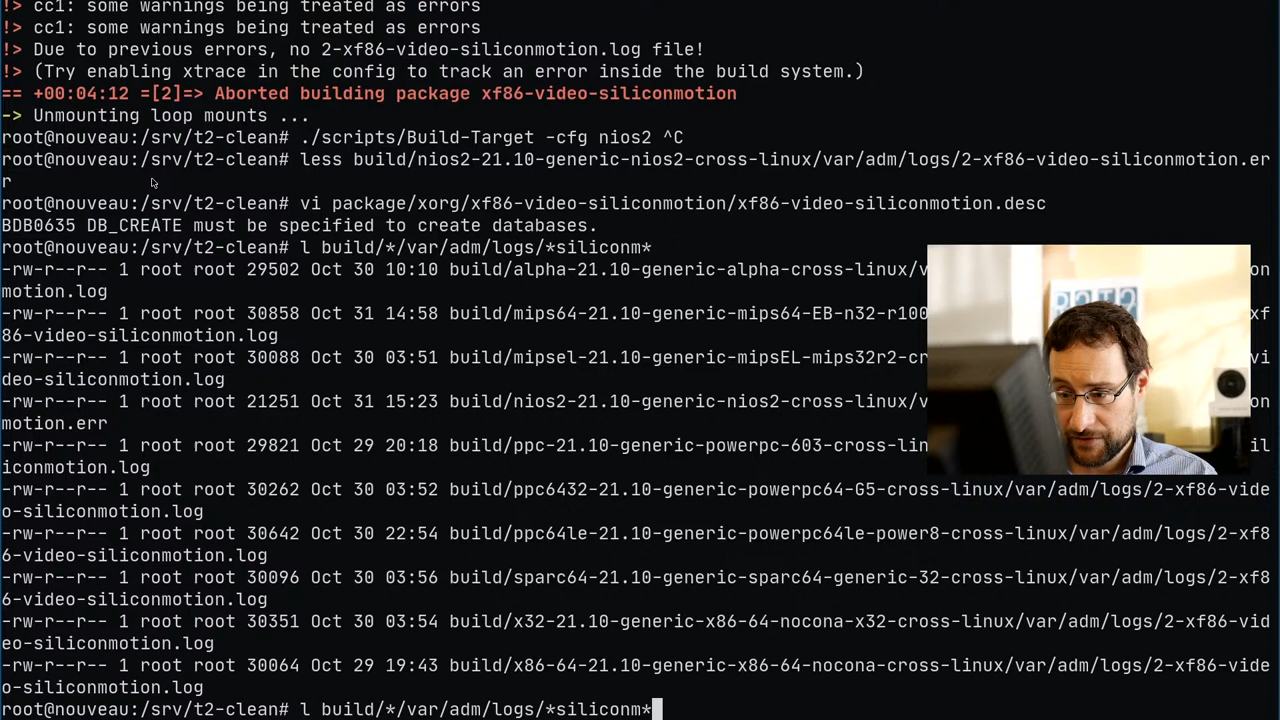 !> cc1: some warnings being treated as errors
!> cc1: some warnings being treated as errors
!> Due to previous errors, no 2-xf86-video-siliconmotion.log file!
!> (Try enabling xtrace in the config to track an error inside the build system.)
== +00:04:12 =[2]=> Aborted building package xf86-video-siliconmotion
-> Unmounting loop mounts ...
root@nouveau:/srv/t2-clean# ./scripts/Build-Target -cfg nios2 ^C
root@nouveau:/srv/t2-clean# less build/nios2-21.10-generic-nios2-cross-linux/var/adm/logs/2-xf86-video-siliconmotion.er
r
root@nouveau:/srv/t2-clean# vi package/xorg/xf86-video-siliconmotion/xf86-video-siliconmotion.desc
BDB0635 DB_CREATE must be specified to create databases.
root@nouveau:/srv/t2-clean# l build/*/var/adm/logs/*siliconm*
-rw-r--r-- 1 root root 29502 Oct 30 10:10 build/alpha-21.10-generic-alpha-cross-linux/v on
motion.log
-rw-r--r-- 1 root root 30858 Oct 31 14:58 build/mips64-21.10-generic-mips64-EB-n32-r100 xf
86-video-siliconmotion.log
-rw-r--r-- 1 root root 30088 Oct 30 03:51 build/mipsel-21.10-generic-mipsEL-mips32r2-cr vi
deo-siliconmotion.log
-rw-r--r-- 1 root root 21251 Oct 31 15:23 build/nios2-21.10-generic-nios2-cross-linux/v on
motion.err
-rw-r--r-- 1 root root 29821 Oct 29 20:18 build/ppc-21.10-generic-powerpc-603-cross-lin il
iconmotion.log
-rw-r--r-- 1 root root 30262 Oct 30 03:52 build/ppc6432-21.10-generic-powerpc64-G5-cross-linux/var/adm/logs/2-xf86-vide
o-siliconmotion.log
-rw-r--r-- 1 root root 30642 Oct 30 22:54 build/ppc64le-21.10-generic-powerpc64le-power8-cross-linux/var/adm/logs/2-xf8
6-video-siliconmotion.log
-rw-r--r-- 1 root root 30096 Oct 30 03:56 build/sparc64-21.10-generic-sparc64-generic-32-cross-linux/var/adm/logs/2-xf8
6-video-siliconmotion.log
-rw-r--r-- 1 root root 30351 Oct 30 03:54 build/x32-21.10-generic-x86-64-nocona-x32-cross-linux/var/adm/logs/2-xf86-vid
eo-siliconmotion.log
-rw-r--r-- 1 root root 30064 Oct 29 19:43 build/x86-64-21.10-generic-x86-64-nocona-cross-linux/var/adm/logs/2-xf86-vide
o-siliconmotion.log
root@nouveau:/srv/t2-clean# l build/*/var/adm/logs/*siliconm*